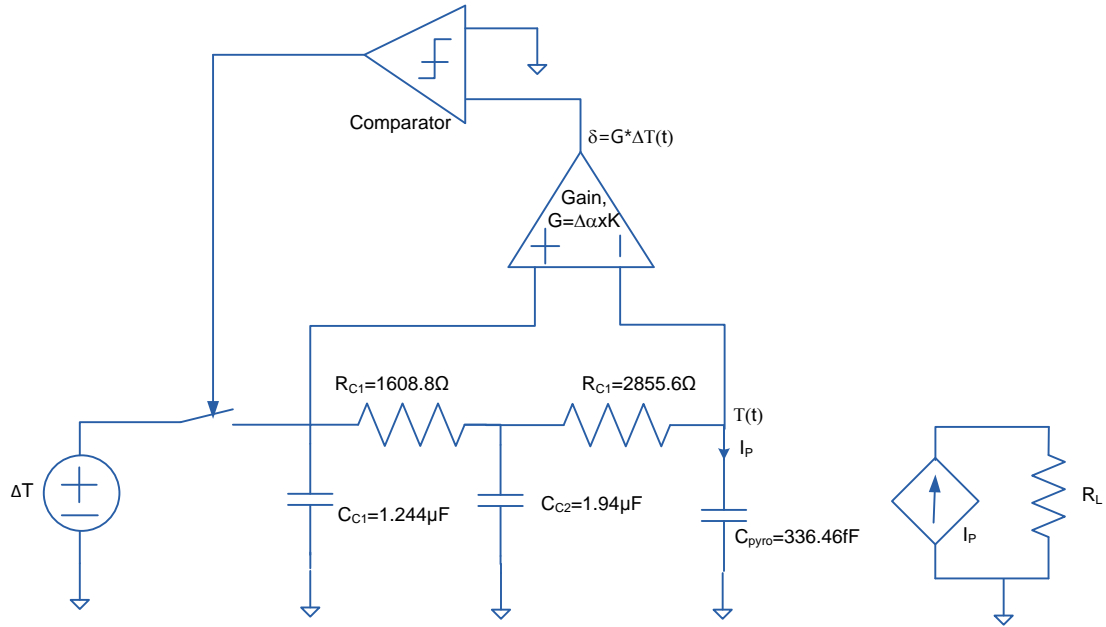 Comparator
δ=G*ΔT(t)
Gain,
G=ΔαxK
R_C1=1608.8Ω
R_C1=2855.6Ω
T(t)
I_P
ΔT
C_C1=1.244µF
C_C2=1.94µF
C_pyro=336.46fF
I_P
R_L